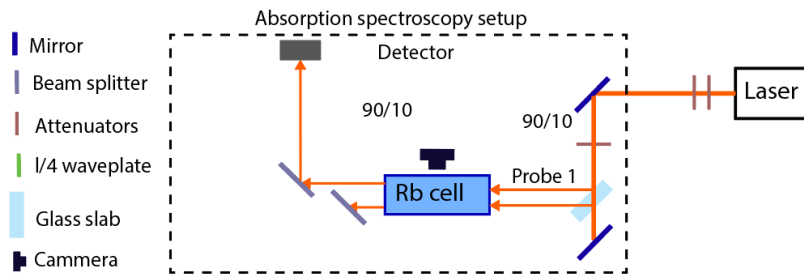 Absorption spectroscopy setup
Mirror
Beam splitter
Attenuators
l/4 waveplate
Glass slab
Cammera
Detector
90/10
90/10
Probe 1
Rb cell
Laser